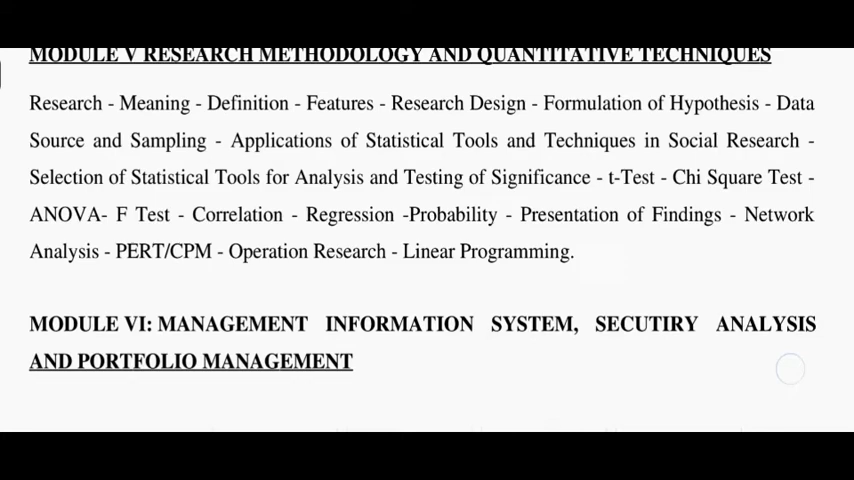 MODULE V RESEARCH METHODOLOGY AND QUANTITATIVE TECHNIQUES
Research - Meaning - Definition - Features - Research Design - Formulation of Hypothesis - Data
Source and Sampling - Applications of Statistical Tools and Techniques in Social Research -
Selection of Statistical Tools for Analysis and Testing of Significance - t-Test - Chi Square Test -
ANOVA- F Test - Correlation - Regression -Probability - Presentation of Findings - Network
Analysis - PERT/CPM - Operation Research - Linear Programming.
MODULE VI: MANAGEMENT INFORMATION SYSTEM, SECUTIRY ANALYSIS
AND PORTFOLIO MANAGEMENT